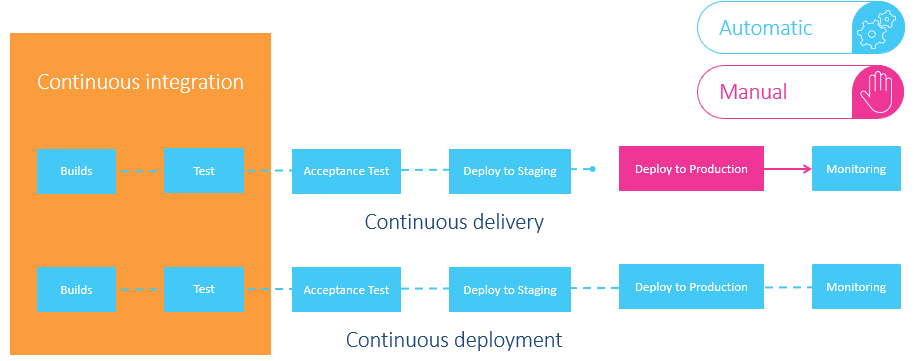 Automatic
Manual
Continuous integration
Builds
Test
Acceptance Test
Deploy to Staging
Deploy to Production
Monitoring
Continuous delivery
Builds
Test
Acceptance Test
Deploy to Staging
Deploy to Production
Monitoring
Continuous deployment